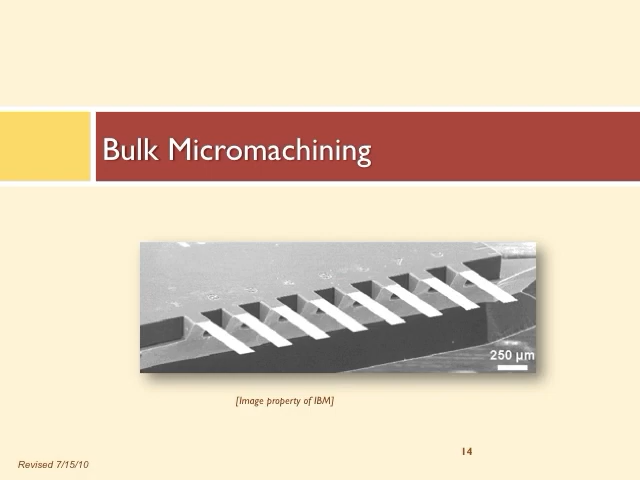 Bulk Micromachining
250 µm
[Image property of IBM]
14
Revised 7/15/10